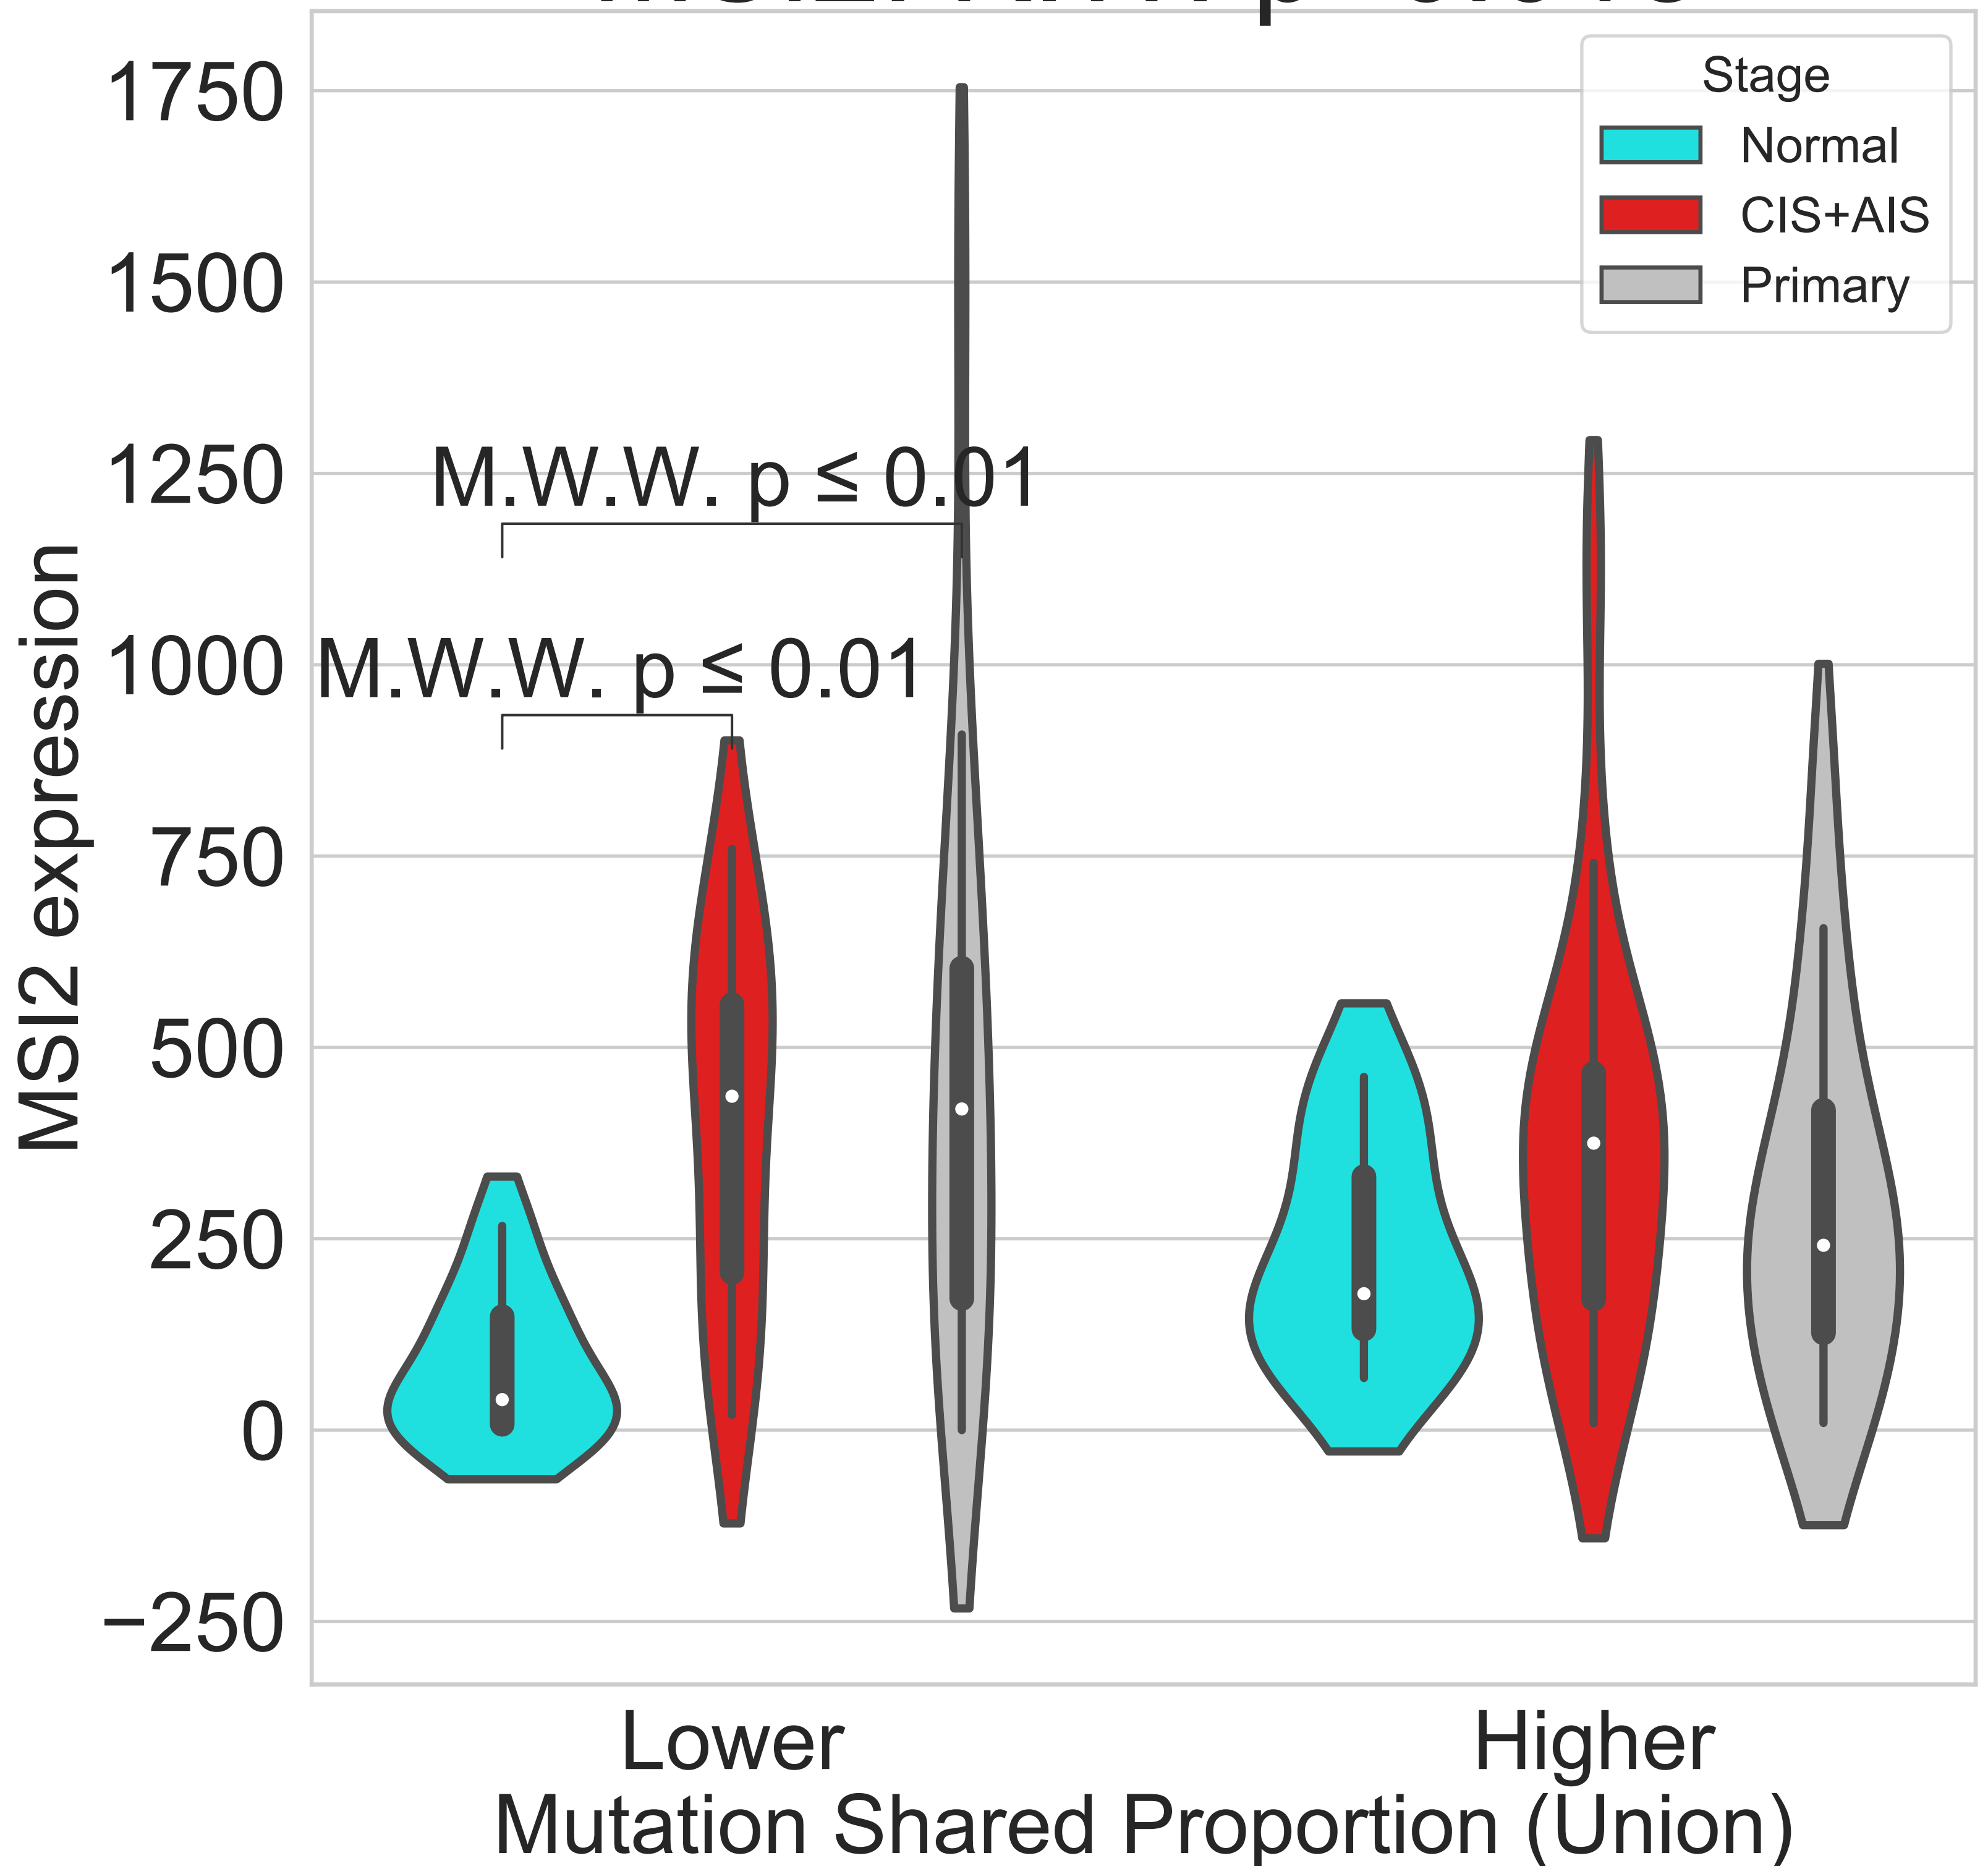 Stage
Normal
CIS+AIS
Primary
1750
1500
1250
1000
750
500
250
0
−250
MSI2 expression
M.W.W. p ≤ 0.01
M.W.W. p ≤ 0.01
Lower
Higher
Mutation Shared Proportion (Union)